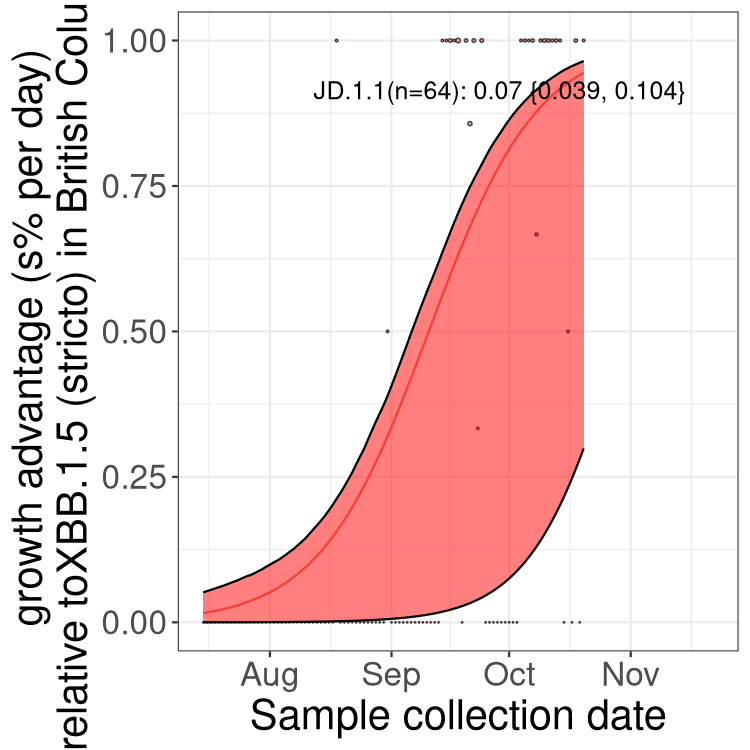 growth advantage (s% per day)
relative toXBB.1.5 (stricto) in British Colu
1.00
0.75
0.50
0.25
0.00
JD.1.1(n=64): 0.07 {0.039, 0.104}
Aug Sep Oct Nov
Sample collection date